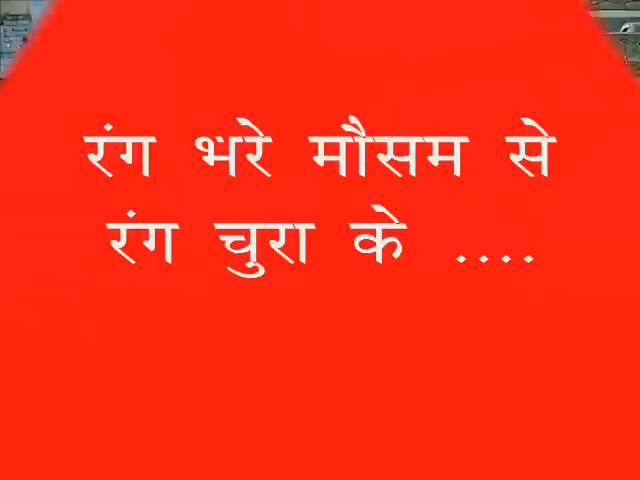 रंग भरे मौसम से
रंग चुरा के ....